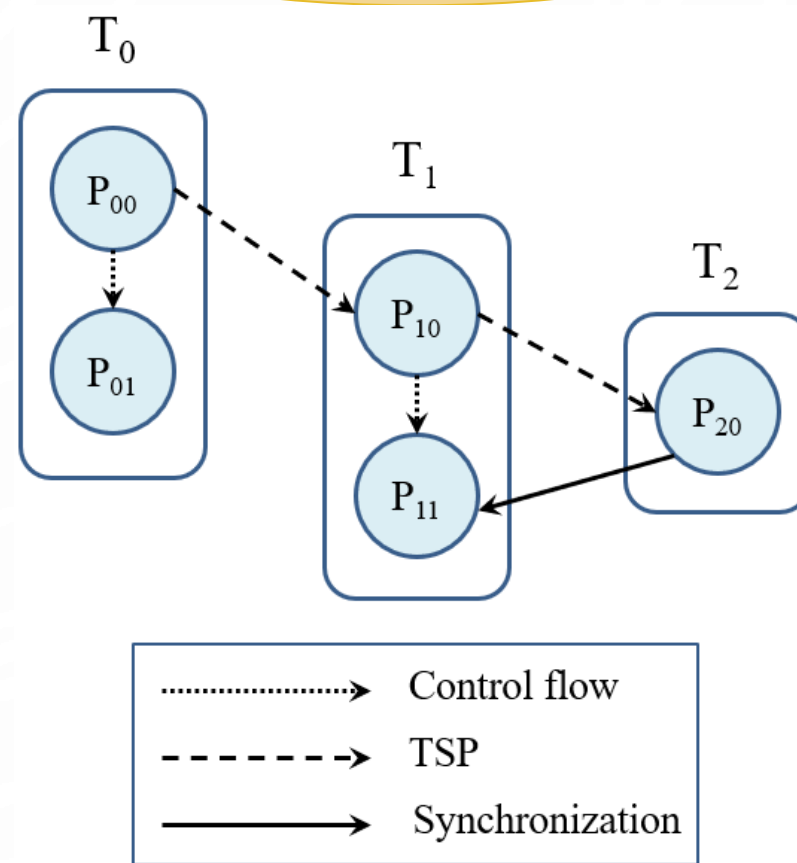 T₀
P₀₀
P₀₁
T₁
P₁₀
P₁₁
T₂
P₂₀
Control flow
TSP
Synchronization